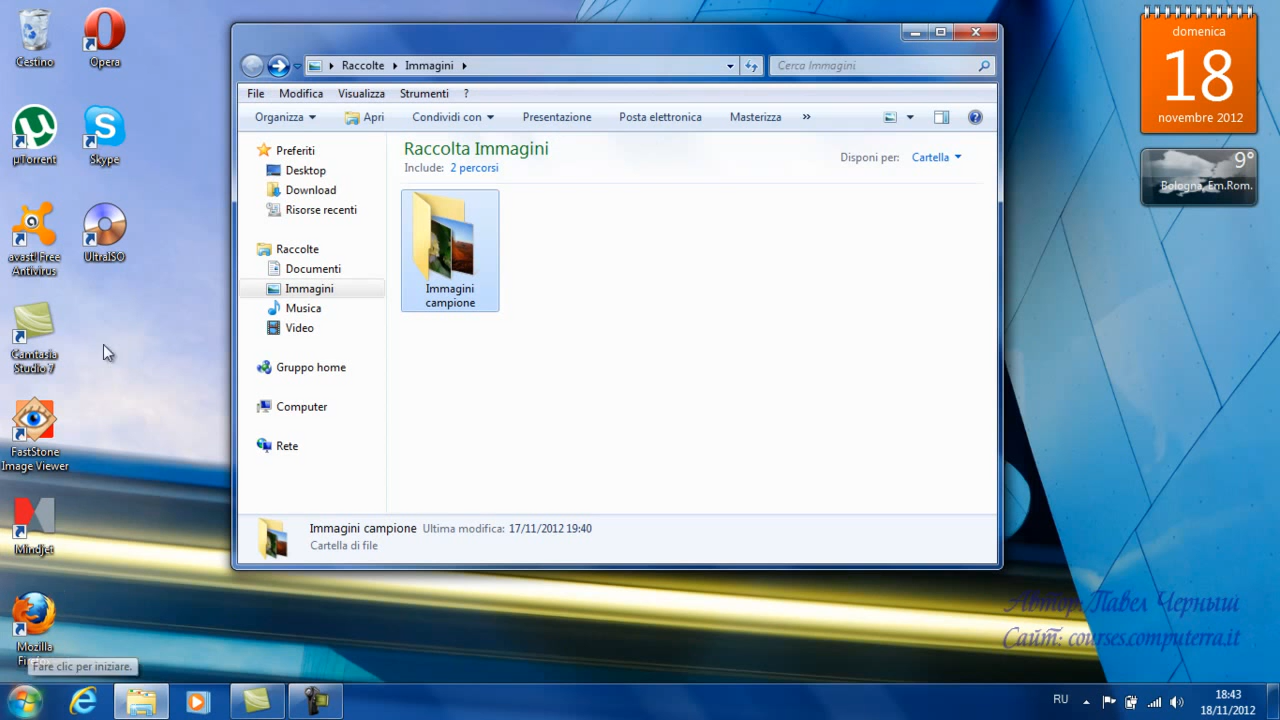 Cestino
Opera
µTorrent
Skype
avast! Free
Antivirus
UltraISO
Camtasia
Studio 7
FastStone
Image Viewer
Mindjet
Mozilla
Fare clic per iniziare.
Raccolte
Immagini
Cerca Immagini
File Modifica Visualizza Strumenti ?
Organizza Apri Condividi con Presentazione Posta elettronica Masterizza »
Preferiti
Desktop
Download
Risorse recenti
Raccolte
Documenti
Immagini
Musica
Video
Gruppo home
Computer
Rete
Raccolta Immagini
Include: 2 percorsi
Disponi per: Cartella
Immagini
campione
Immagini campione Ultima modifica: 17/11/2012 19:40
Cartella di file
domenica
18
novembre 2012
9°
Bologna, Em.Rom.
Автор: Павел Черный
Сайт: courses.computerra.it
RU
18:43
18/11/2012